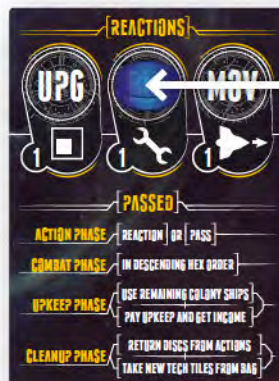 [REACTIONS]
UPG MOV
1 1 1
[PASSED]
ACTION PHASE [REACTION] OR [PASS]
COMBAT PHASE [IN DESCENDING HEX ORDER]
UPKEEP PHASE [USE REMAINING COLONY SHIPS]
[PAY UPKEEP AND GET INCOME]
CLEANUP PHASE [RETURN DISCS FROM ACTIONS]
[TAKE NEW TECH TILES FROM BAG]